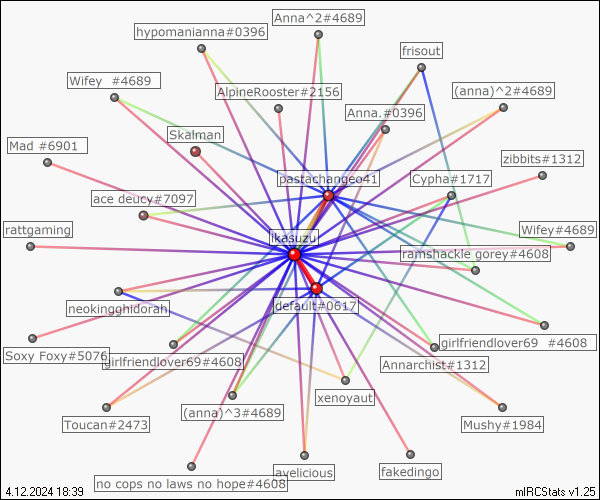 Anna^2#4689
hypomanianna#0396
frisout
Wifey  #4689
AlpineRooster#2156
(anna)^2#4689
Anna.#0396
Skalman
Mad #6901
zibbits#1312
pastachangeo41
Cypha#1717
ace deucy#7097
rattgaming
ikasuzu
Wifey#4689
ramshackle gorey#4608
neokingghidorah
default#0617
Soxy Foxy#5076
girlfriendlover69#4608
girlfriendlover69  #4608
Annarchist#1312
xenoyaut
(anna)^3#4689
Toucan#2473
Mushy#1984
avelicious
fakedingo
no cops no laws no hope#4608
4.12.2024 18:39
mIRCStats v1.25